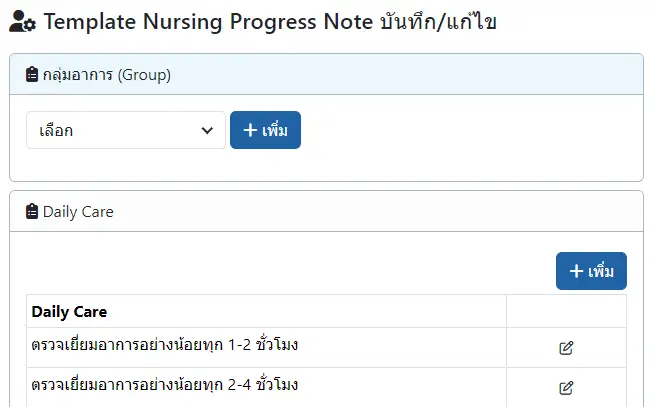 Template Nursing Progress Note บันทึก/แก้ไข
กลุ่มอาการ (Group)
เลือก
เพิ่ม
Daily Care
เพิ่ม
Daily Care
ตรวจเยี่ยมอาการอย่างน้อยทุก 1-2 ชั่วโมง
ตรวจเยี่ยมอาการอย่างน้อยทุก 2-4 ชั่วโมง